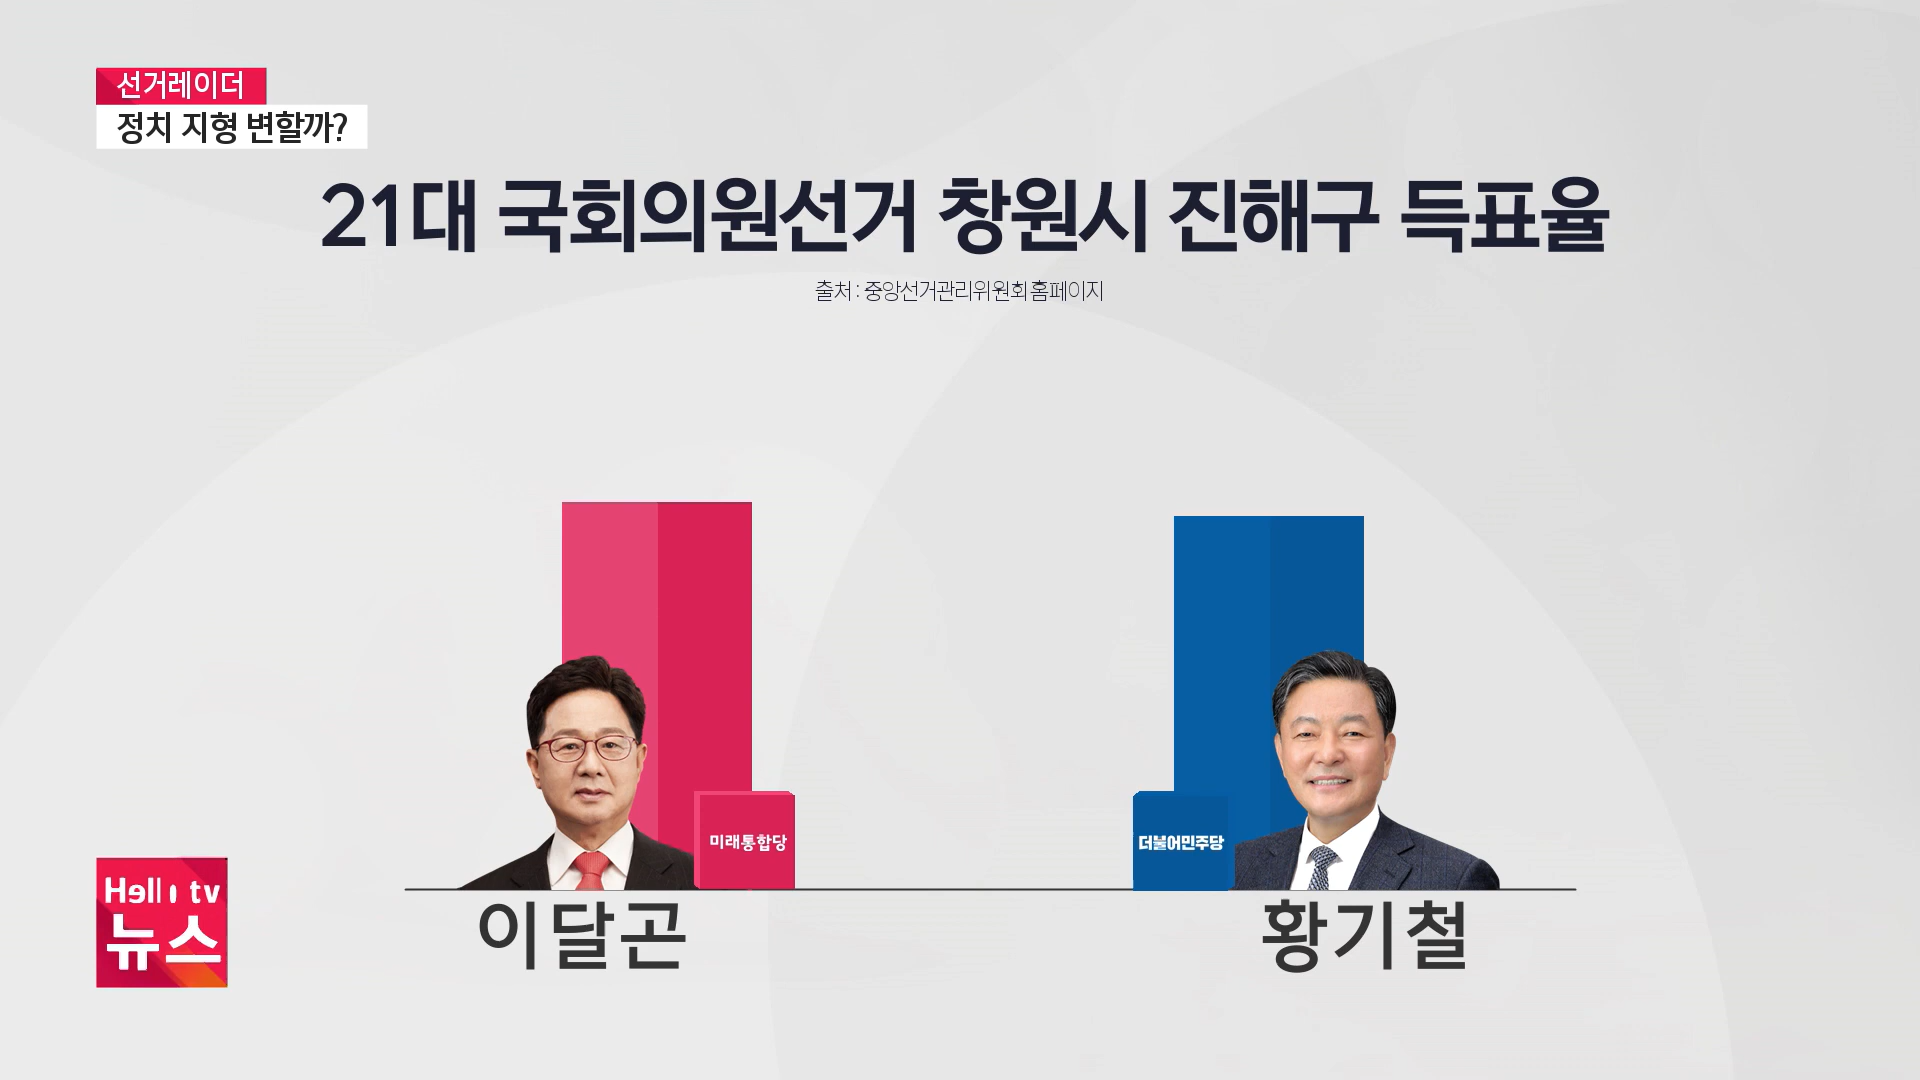 선거레이더
정치 지형 변할까?
21대 국회의원선거 창원시 진해구 득표율
출처 : 중앙선거관리위원회 홈페이지
미래통합당
더불어민주당
이달곤
황기철
Hello tv
뉴스